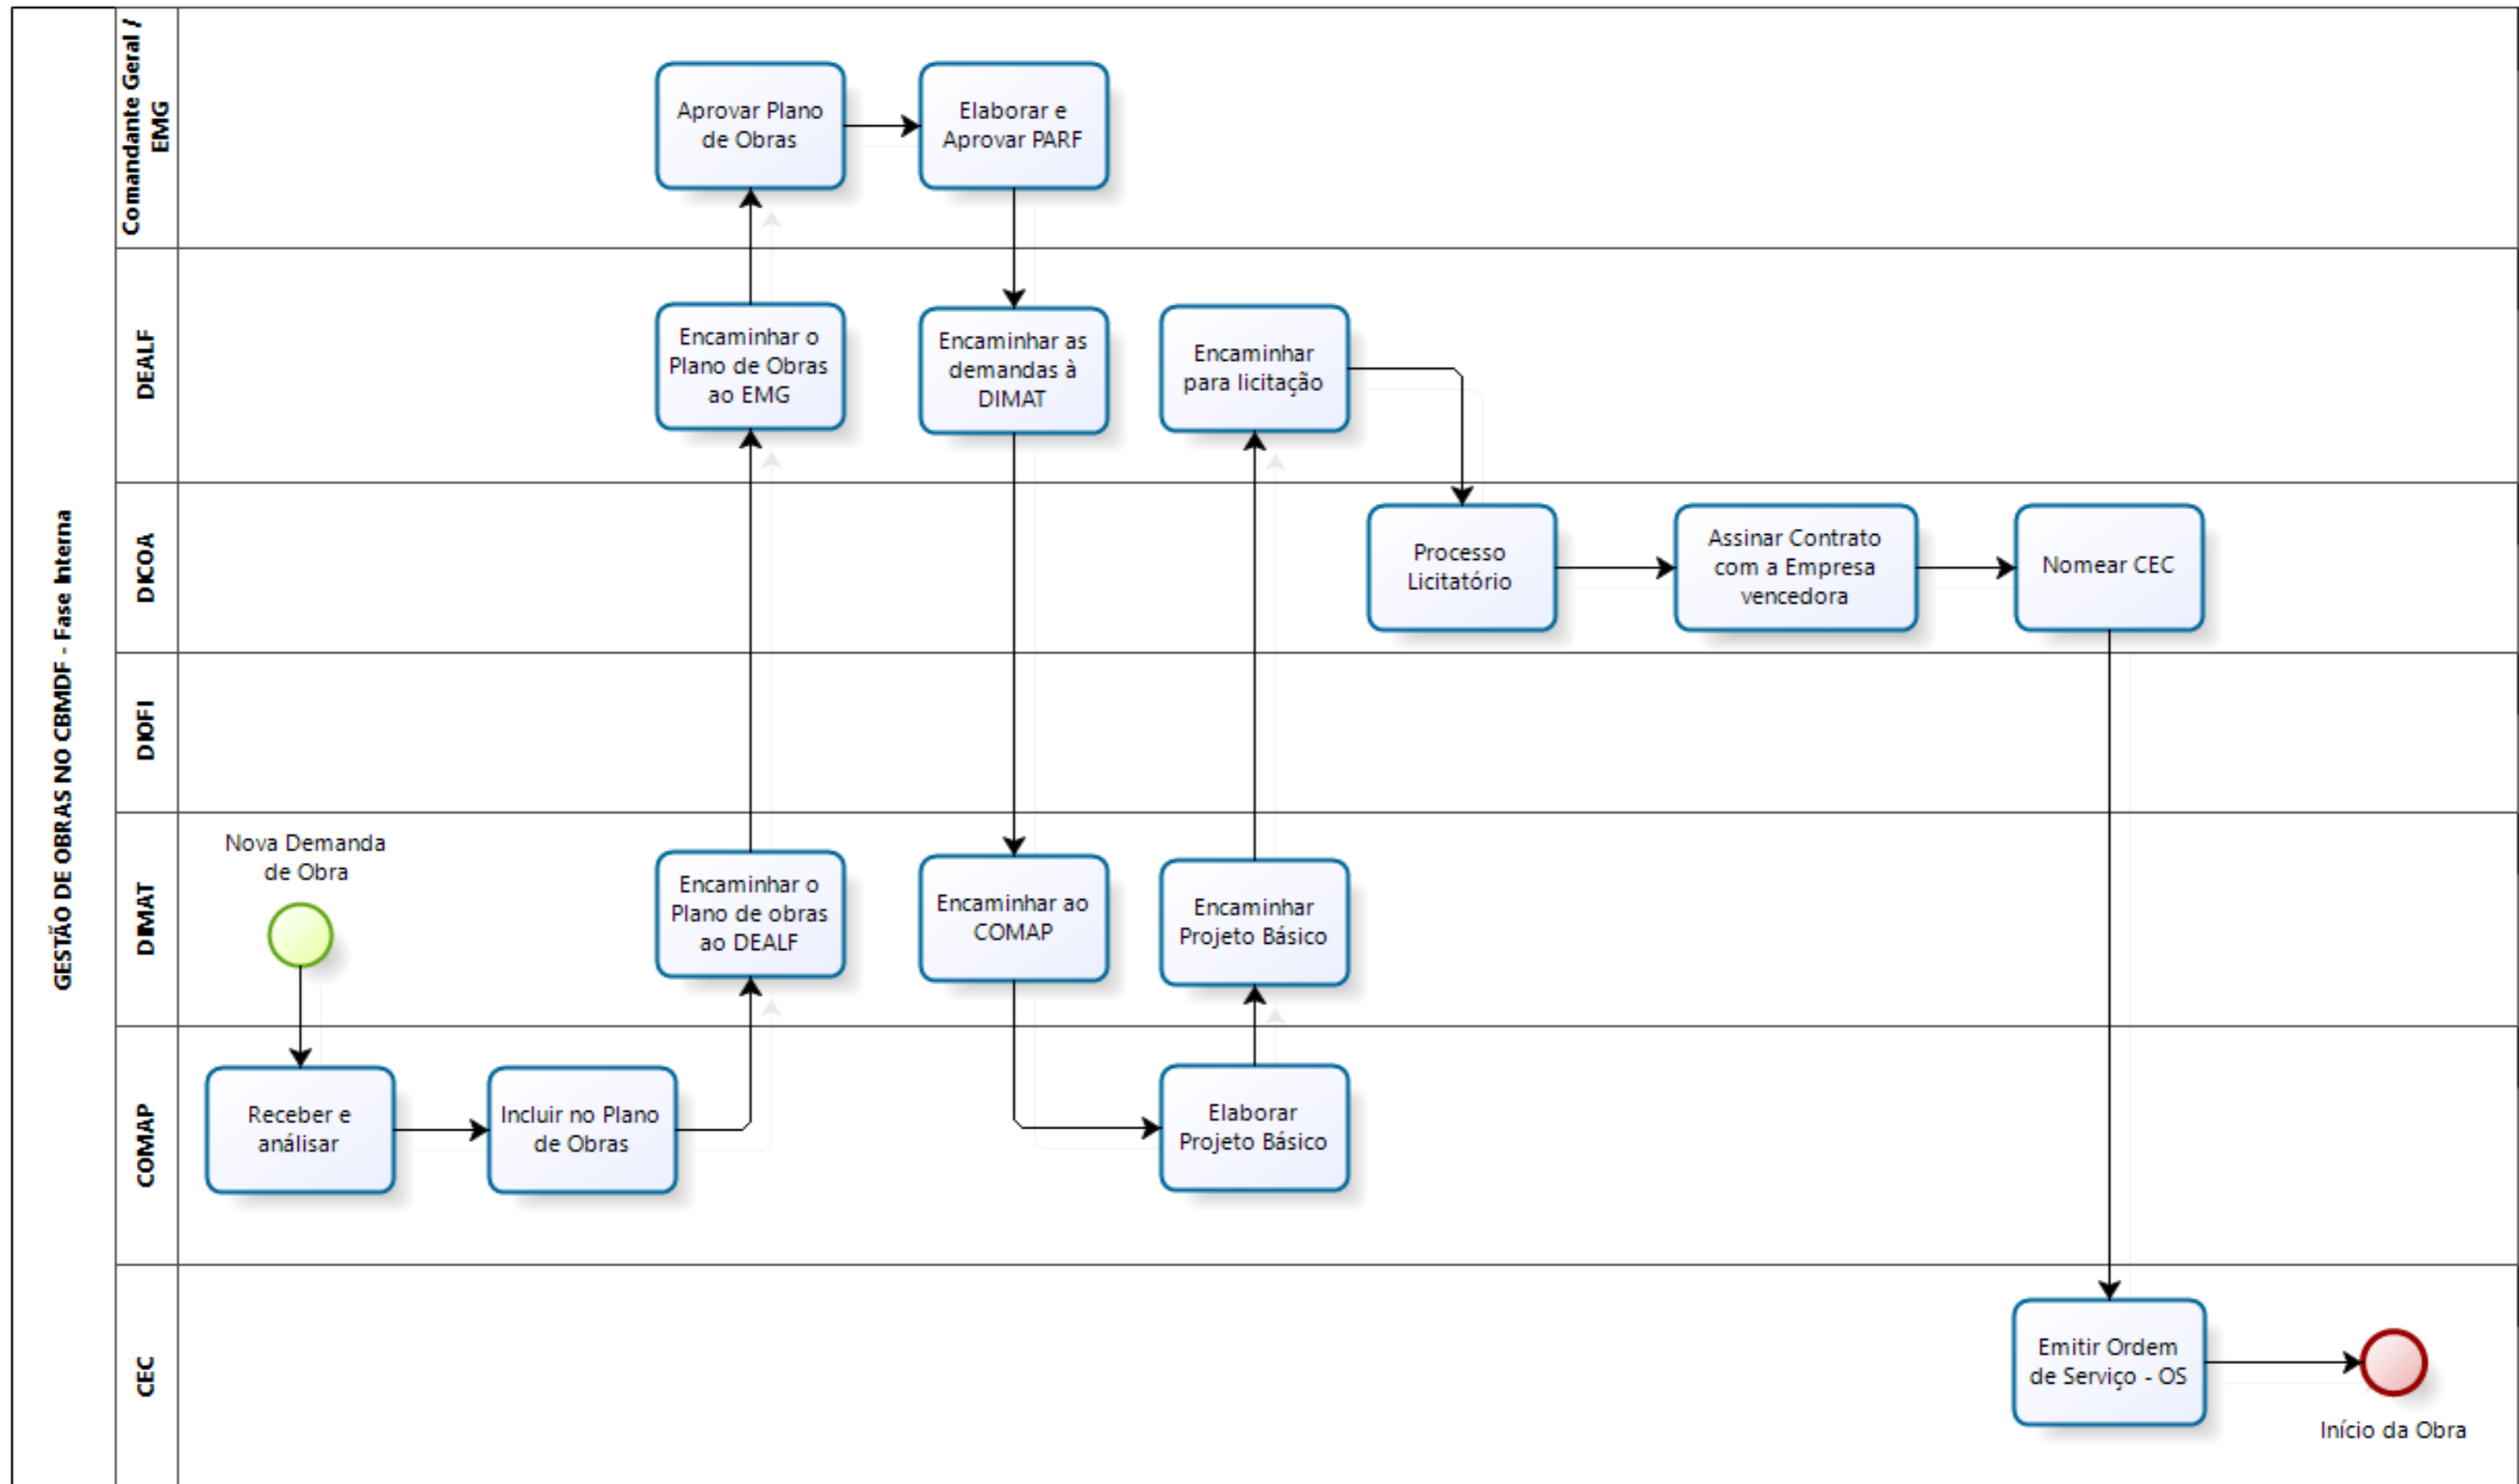 GESTÃO DE OBRAS NO CBMDF - Fase Interna
Comandante Geral /
EMG
Aprovar Plano
de Obras
Elaborar e
Aprovar PARF
DEALF
Encaminhar o
Plano de Obras
ao EMG
Encaminhar as
demandas à
DIMAT
Encaminhar
para licitação
DICOA
Processo
Licitatório
Assinar Contrato
com a Empresa
vencedora
Nomear CEC
DIOFI
DIMAT
Nova Demanda
de Obra
Encaminhar o
Plano de obras
ao DEALF
Encaminhar ao
COMAP
Encaminhar
Projeto Básico
COMAP
Receber e
análisar
Incluir no Plano
de Obras
Elaborar
Projeto Básico
CEC
Emitir Ordem
de Serviço - OS
Início da Obra